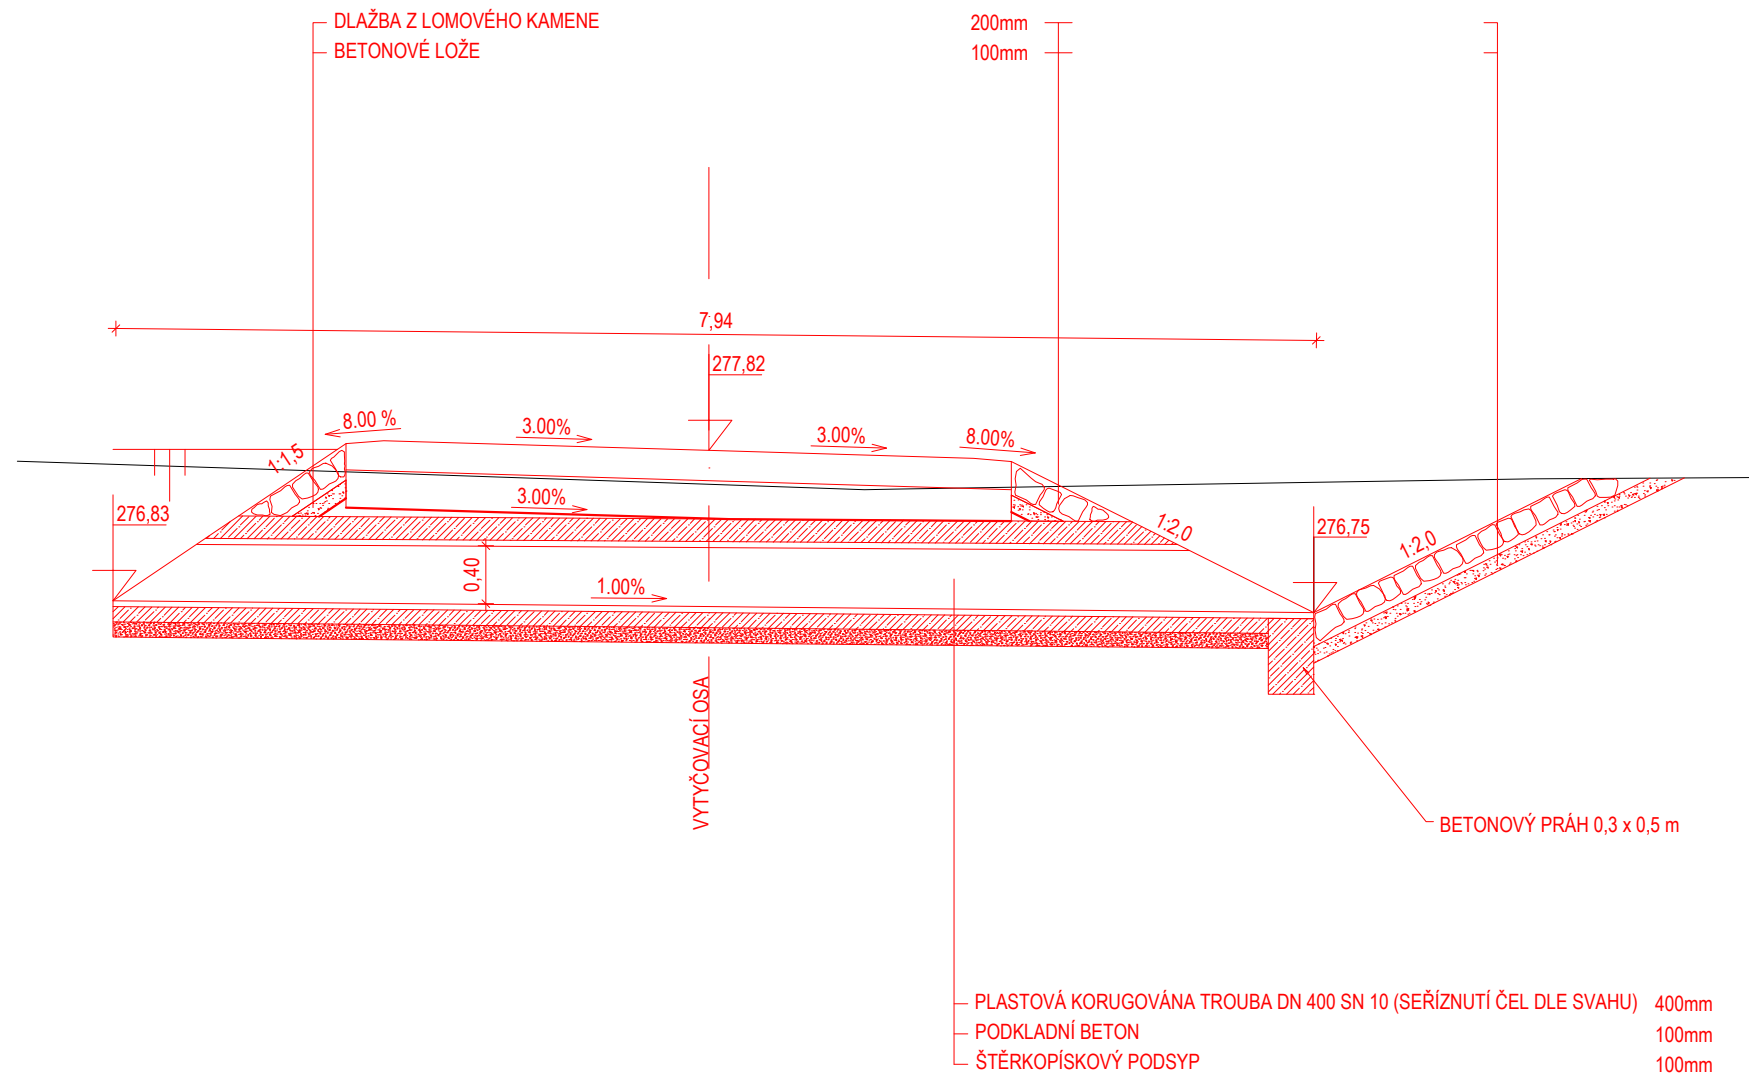 DLAŽBA Z LOMOVÉHO KAMENE 200mm
BETONOVÉ LOŽE 100mm
7,94
277,82
8.00 %
3.00%
3.00%
8.00%
1:1,5
3.00%
276,83
1:2,0
276,75
1:2,0
0,40
1.00%
VYTYČOVACÍ OSA
BETONOVÝ PRÁH 0,3 x 0,5 m
PLASTOVÁ KORUGOVÁNA TROUBA DN 400 SN 10 (SEŘÍZNUTÍ ČEL DLE SVAHU) 400mm
PODKLADNÍ BETON 100mm
ŠTĚRKOPÍSKOVÝ PODSYP 100mm